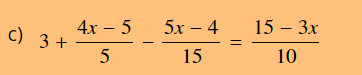 c) 3 + (4x – 5)/5 – (5x – 4)/15 = (15 – 3x)/10